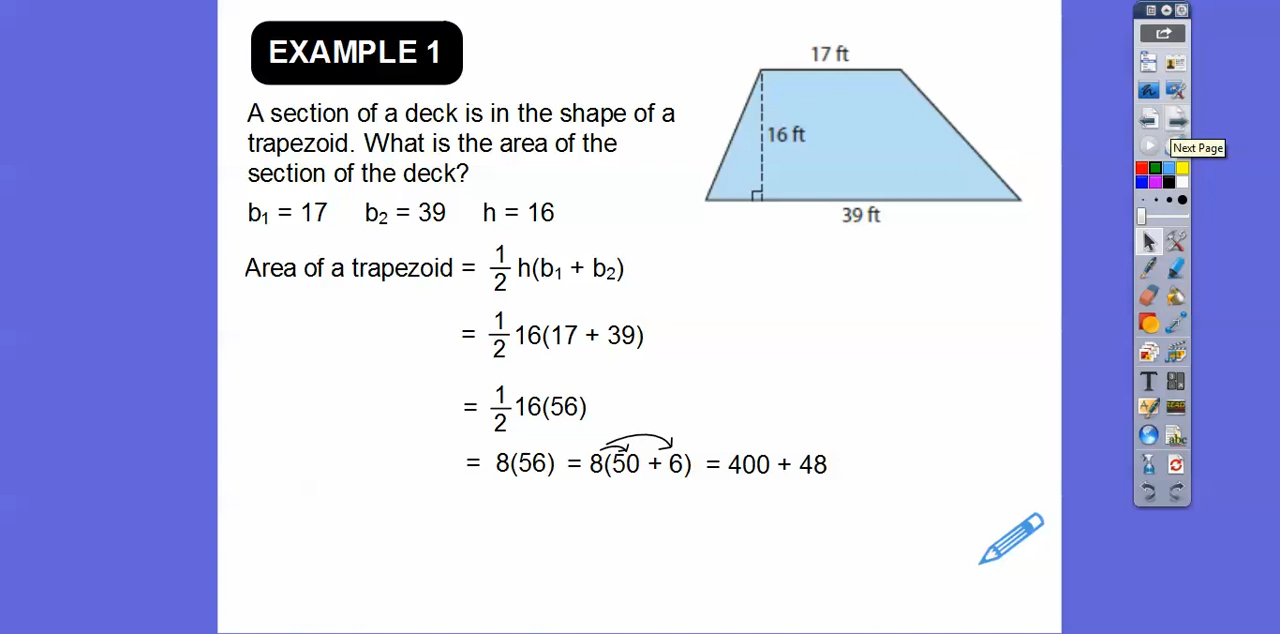 EXAMPLE 1
17 ft
A section of a deck is in the shape of a
trapezoid. What is the area of the
section of the deck?
16 ft
39 ft
b₁ = 17 b₂ = 39 h = 16
Area of a trapezoid = 1/2 h(b₁ + b₂)
= 1/2 16(17 + 39)
= 1/2 16(56)
= 8(56) = 8(50 + 6) = 400 + 48
Next Page
T
abc